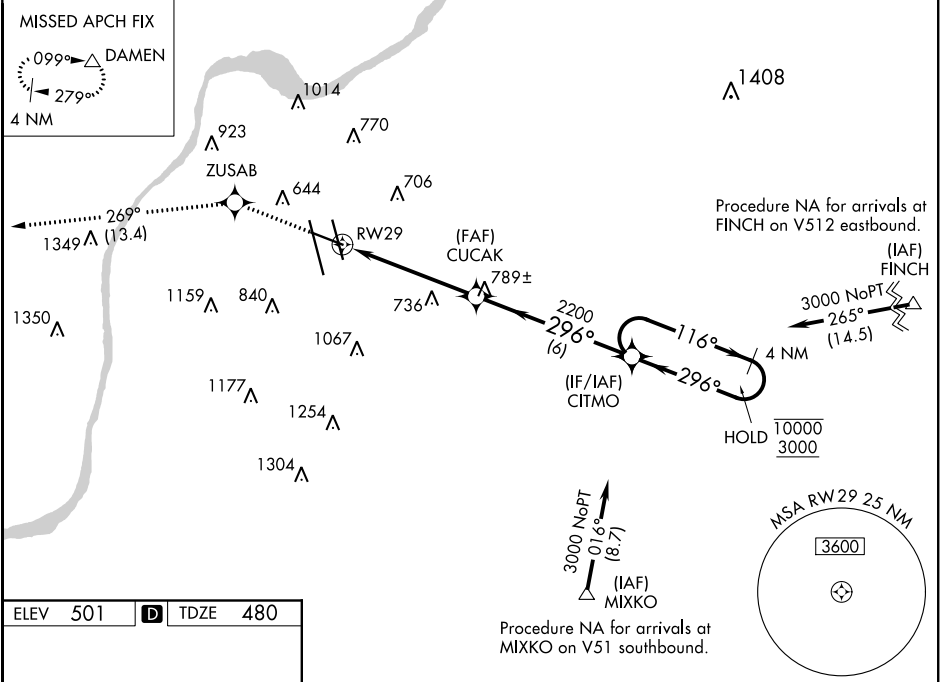 MISSED APCH FIX
099° DAMEN
279°
4 NM
1014
1408
923
770
ZUSAB
644
706
269°
(13.4)
1349
RW29
Procedure NA for arrivals at
FINCH on V512 eastbound.
(IAF)
FINCH
(FAF)
CUCAK
789±
3000 NoPT
265°
(14.5)
1159
840
736
1350
2200
296°
(6)
116°
4 NM
1067
(IF/IAF)
CITMO
296°
1177
HOLD
10000
3000
1254
1304
3000 NoPT
016°
(8.7)
MSA RW29 25 NM
3600
(IAF)
MIXKO
Procedure NA for arrivals at
MIXKO on V51 southbound.
ELEV 501 D TDZE 480